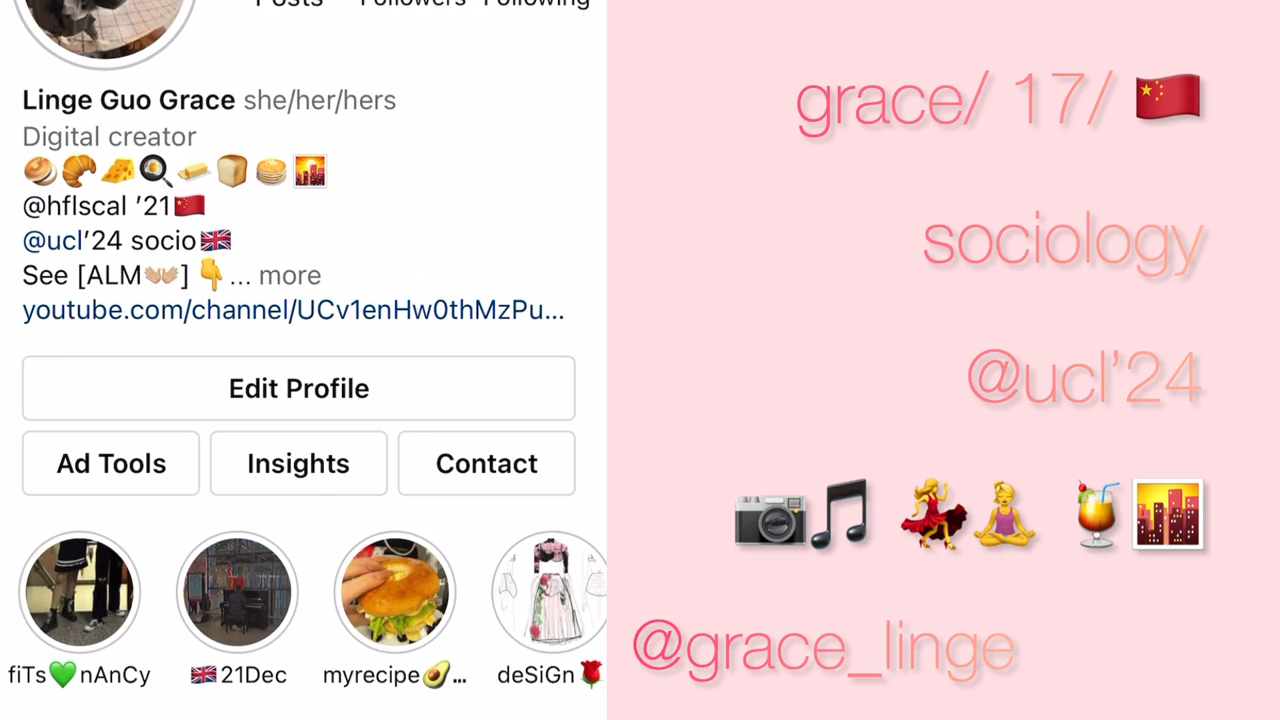 Posts Followers Following
Linge Guo Grace she/her/hers
Digital creator
🥯🥐🧀🍳🧈🍞🥞🌇
@hflscal ’21🇨🇳
@ucl’24 socio🇬🇧
See [ALM👐🏼] 👇... more
youtube.com/channel/UCv1enHw0thMzPu...
Edit Profile
Ad Tools Insights Contact
fiTs💚nAnCy 🇬🇧21Dec myrecipe🥑... deSiGn🌹
grace/ 17/ 🇨🇳
sociology
@ucl’24
📷🎵 💃🧘‍♀️ 🍹🌇
@grace_linge